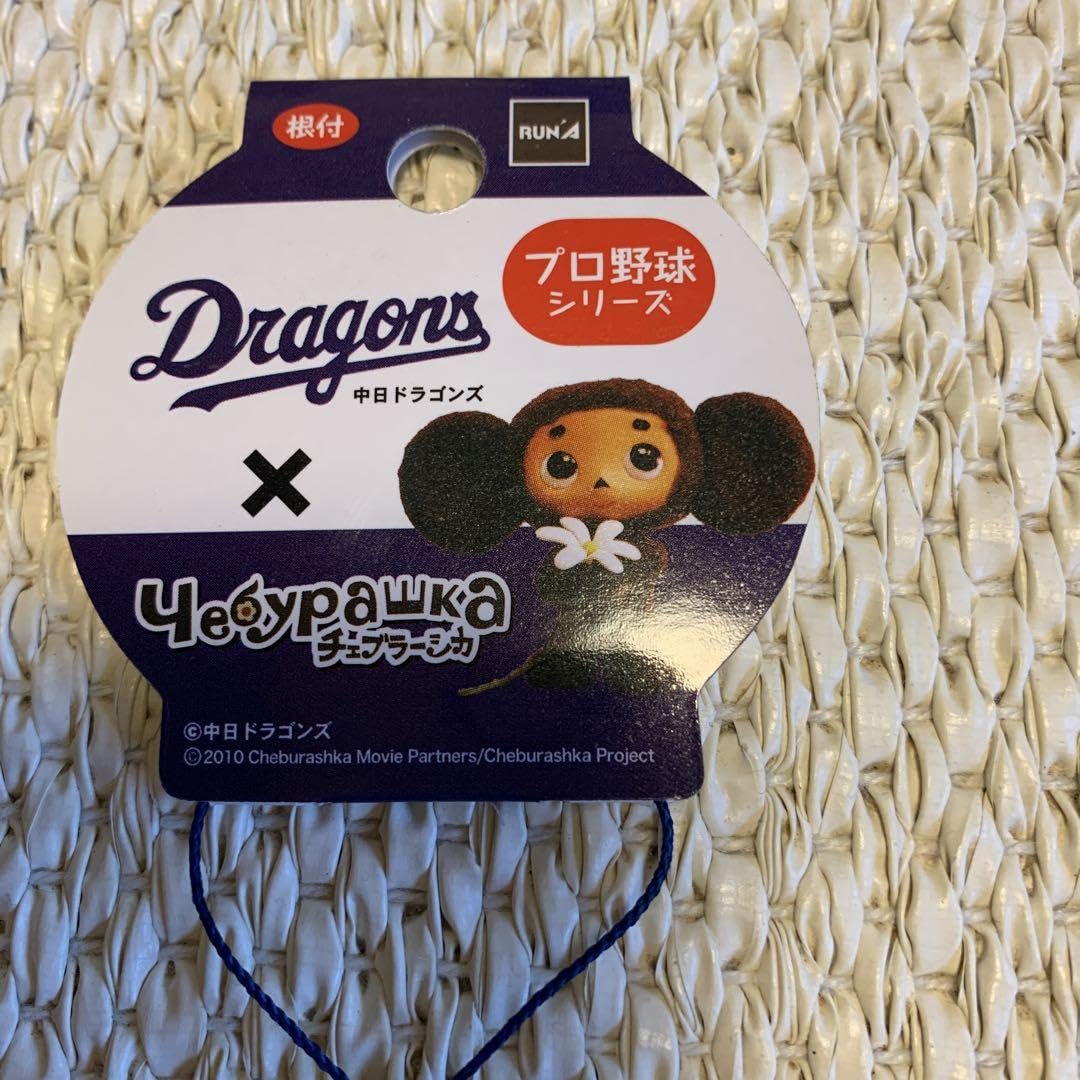 根付
RUN'A
プロ野球
シリーズ
Dragons
中日ドラゴンズ
×
Чебурашка
チェブラーシカ
©中日ドラゴンズ
©2010 Cheburashka Movie Partners/Cheburashka Project